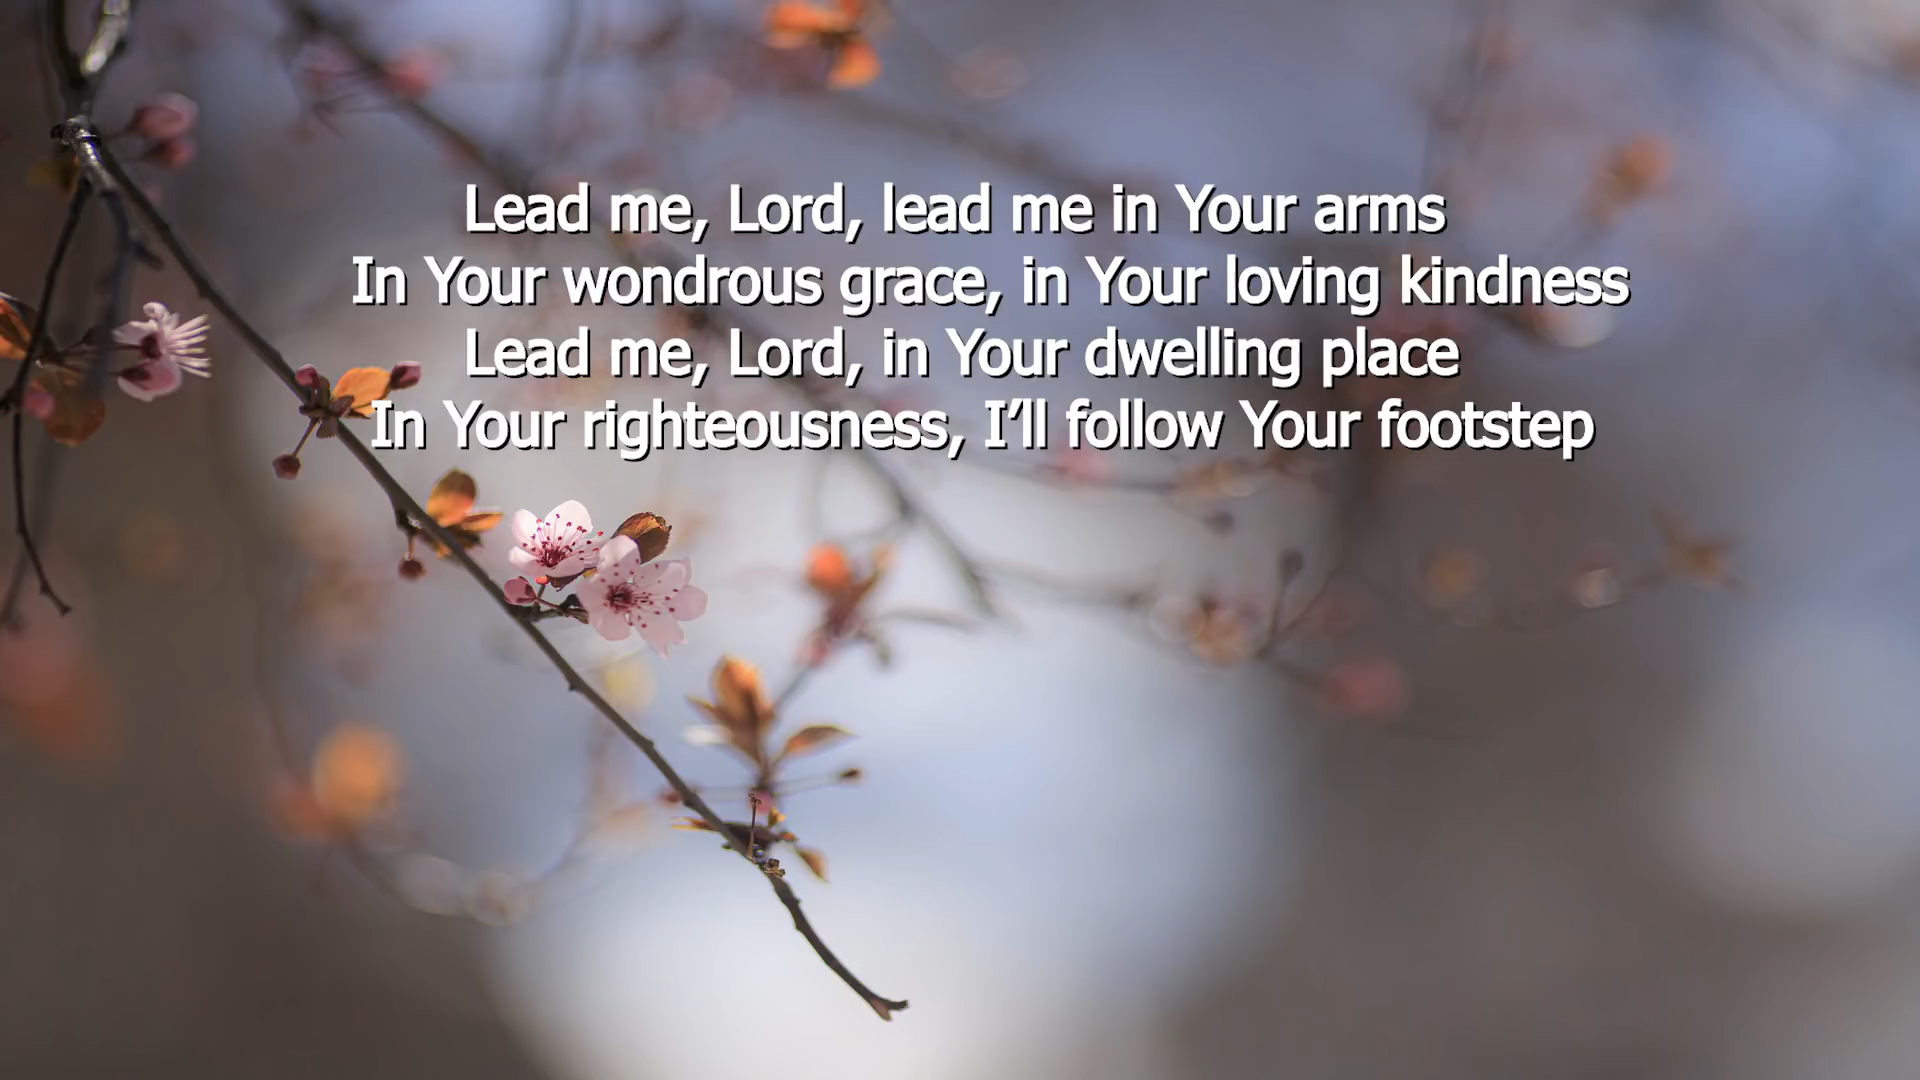 Lead me, Lord, lead me in Your arms
In Your wondrous grace, in Your loving kindness
Lead me, Lord, in Your dwelling place
In Your righteousness, I’ll follow Your footstep